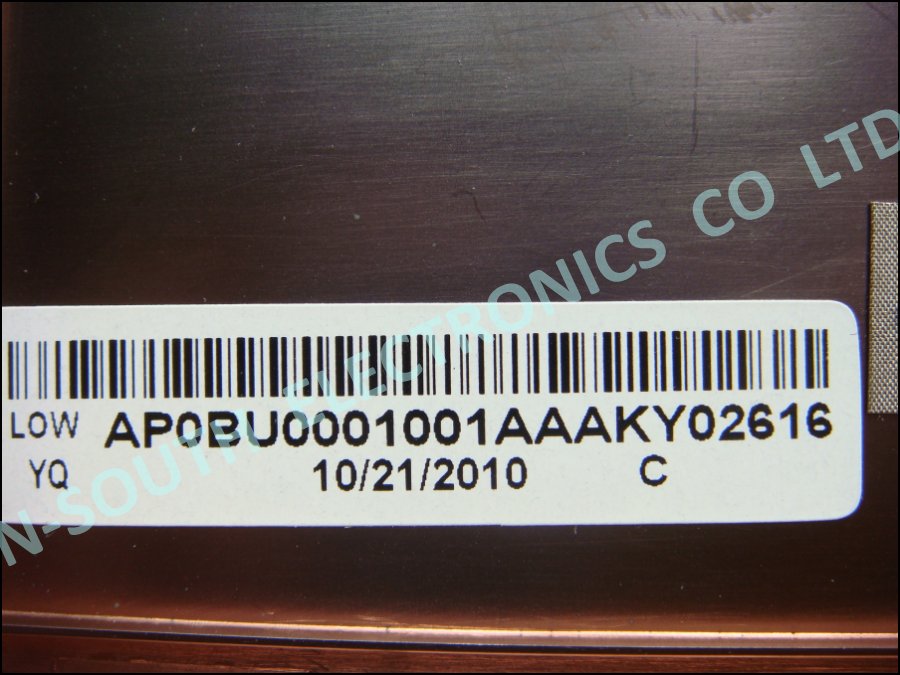 LOW AP0BU0001001AAAKY02616
YQ 10/21/2010 C
N-SOUTH ELECTRONICS CO LTD